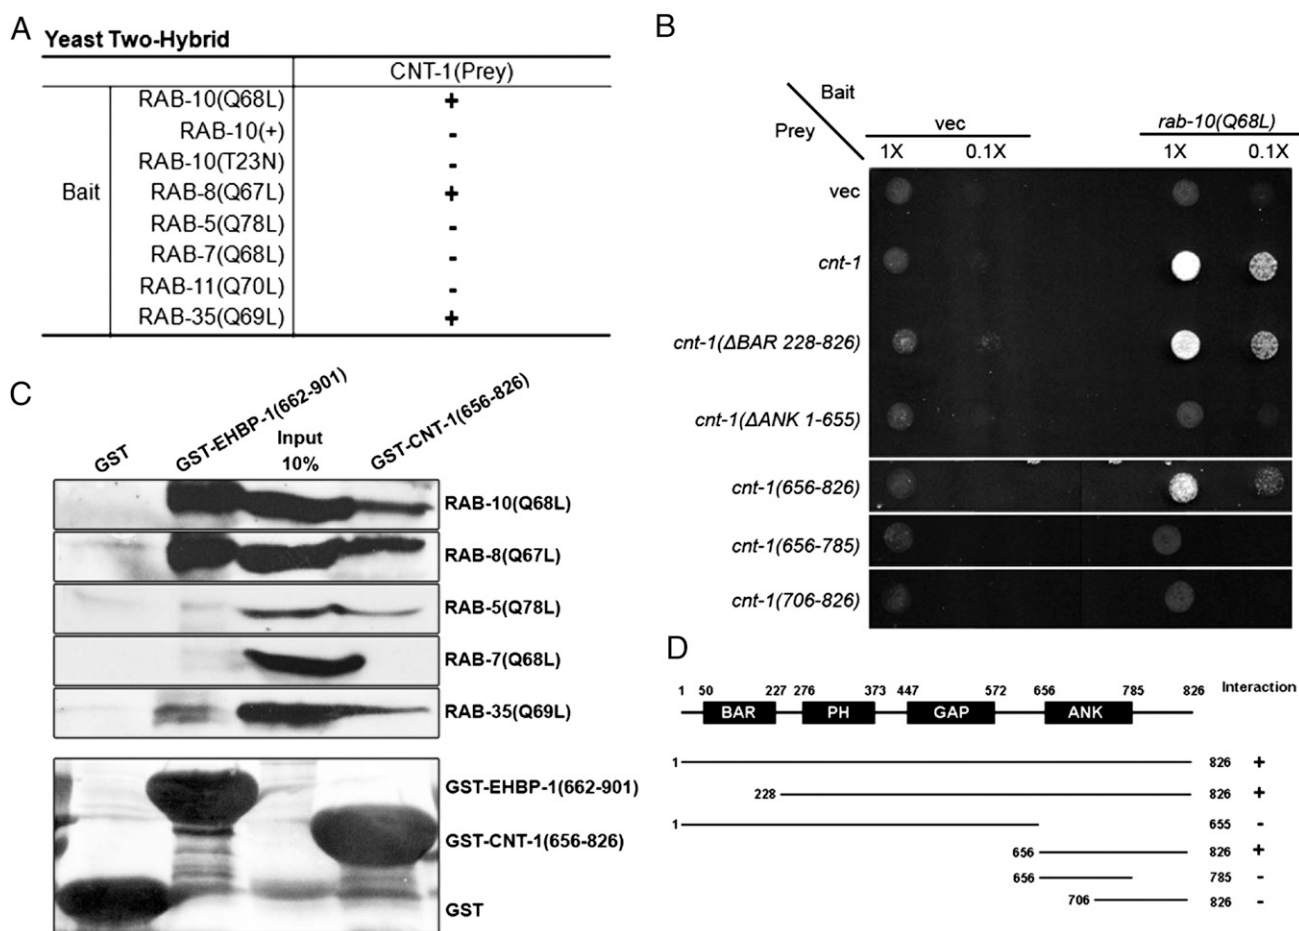 A
Yeast Two-Hybrid
CNT-1(Prey)
Bait
RAB-10(Q68L) +
RAB-10(+) -
RAB-10(T23N) -
RAB-8(Q67L) +
RAB-5(Q78L) -
RAB-7(Q68L) -
RAB-11(Q70L) -
RAB-35(Q69L) +
B
Bait
Prey
vec rab-10(Q68L)
1X 0.1X 1X 0.1X
vec
cnt-1
cnt-1(ΔBAR 228-826)
cnt-1(ΔANK 1-655)
cnt-1(656-826)
cnt-1(656-785)
cnt-1(706-826)
C
GST
GST-EHBP-1(662-901)
Input
10%
GST-CNT-1(656-826)
RAB-10(Q68L)
RAB-8(Q67L)
RAB-5(Q78L)
RAB-7(Q68L)
RAB-35(Q69L)
GST-EHBP-1(662-901)
GST-CNT-1(656-826)
GST
D
1 50 227 276 373 447 572 656 785 826 Interaction
BAR PH GAP ANK
1 826 +
228 826 +
1 655 -
656 826 +
656 785 -
706 826 -